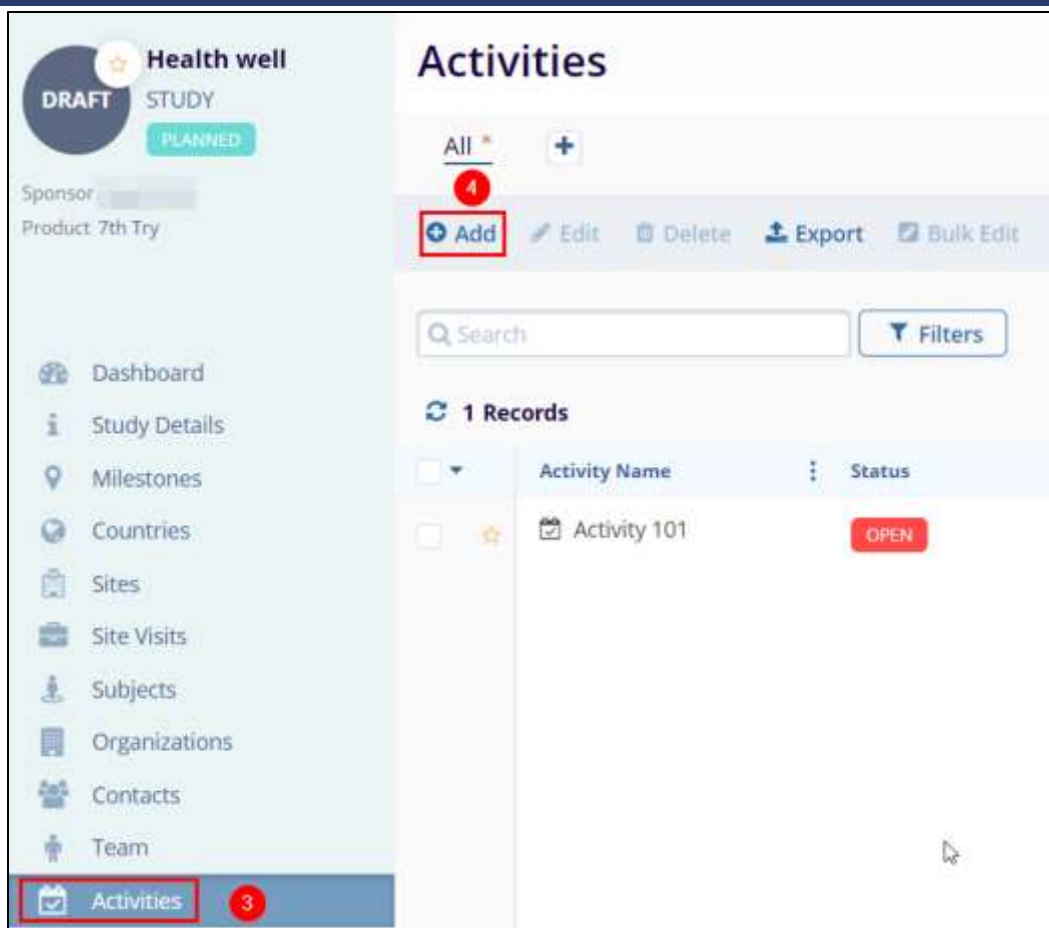 Health well
DRAFT
STUDY
PLANNED
Sponsor
Product 7th Try
Dashboard
Study Details
Milestones
Countries
Sites
Site Visits
Subjects
Organizations
Contacts
Team
Activities 3
Activities
All *
4
Add Edit Delete Export Bulk Edit
Search Filters
1 Records
Activity Name Status
Activity 101 OPEN